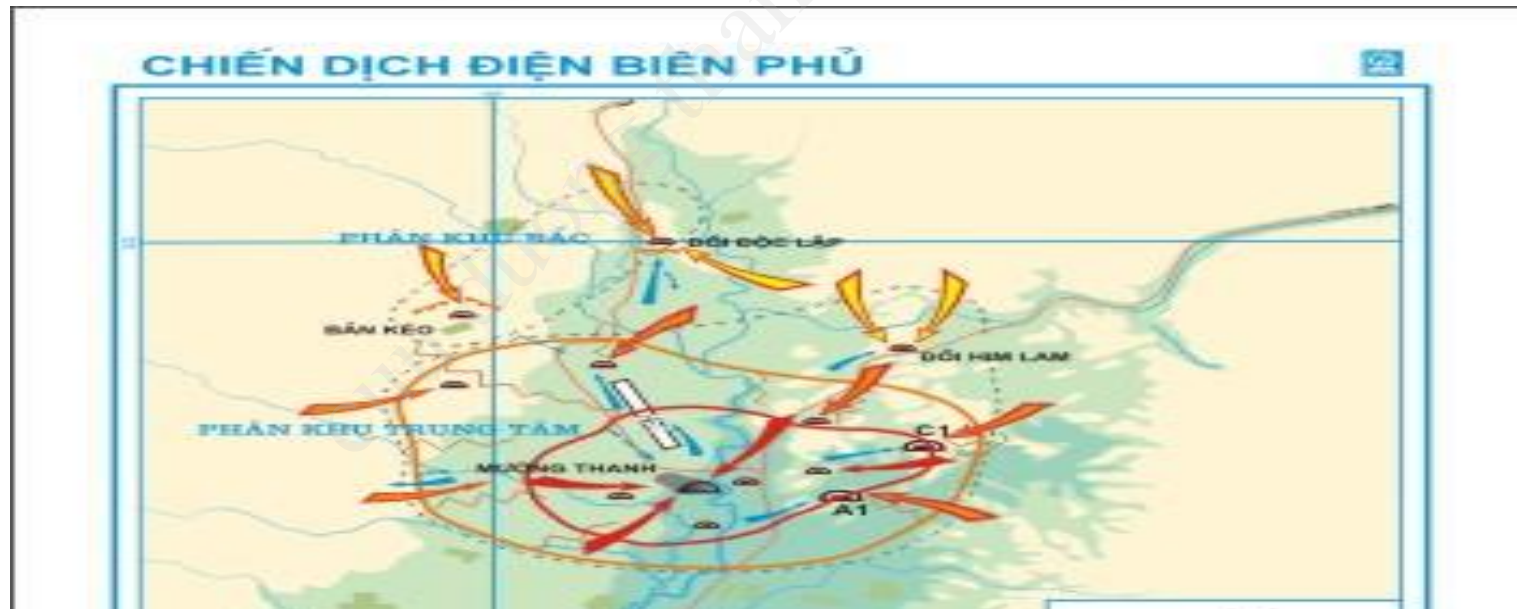 CHIẾN DỊCH ĐIỆN BIÊN PHỦ
PHÂN KHU BẮC
ĐỒI ĐỘC LẬP
BẢN KÉO
ĐỒI HIM LAM
PHÂN KHU TRUNG TÂM
C1
MƯỜNG THANH
A1